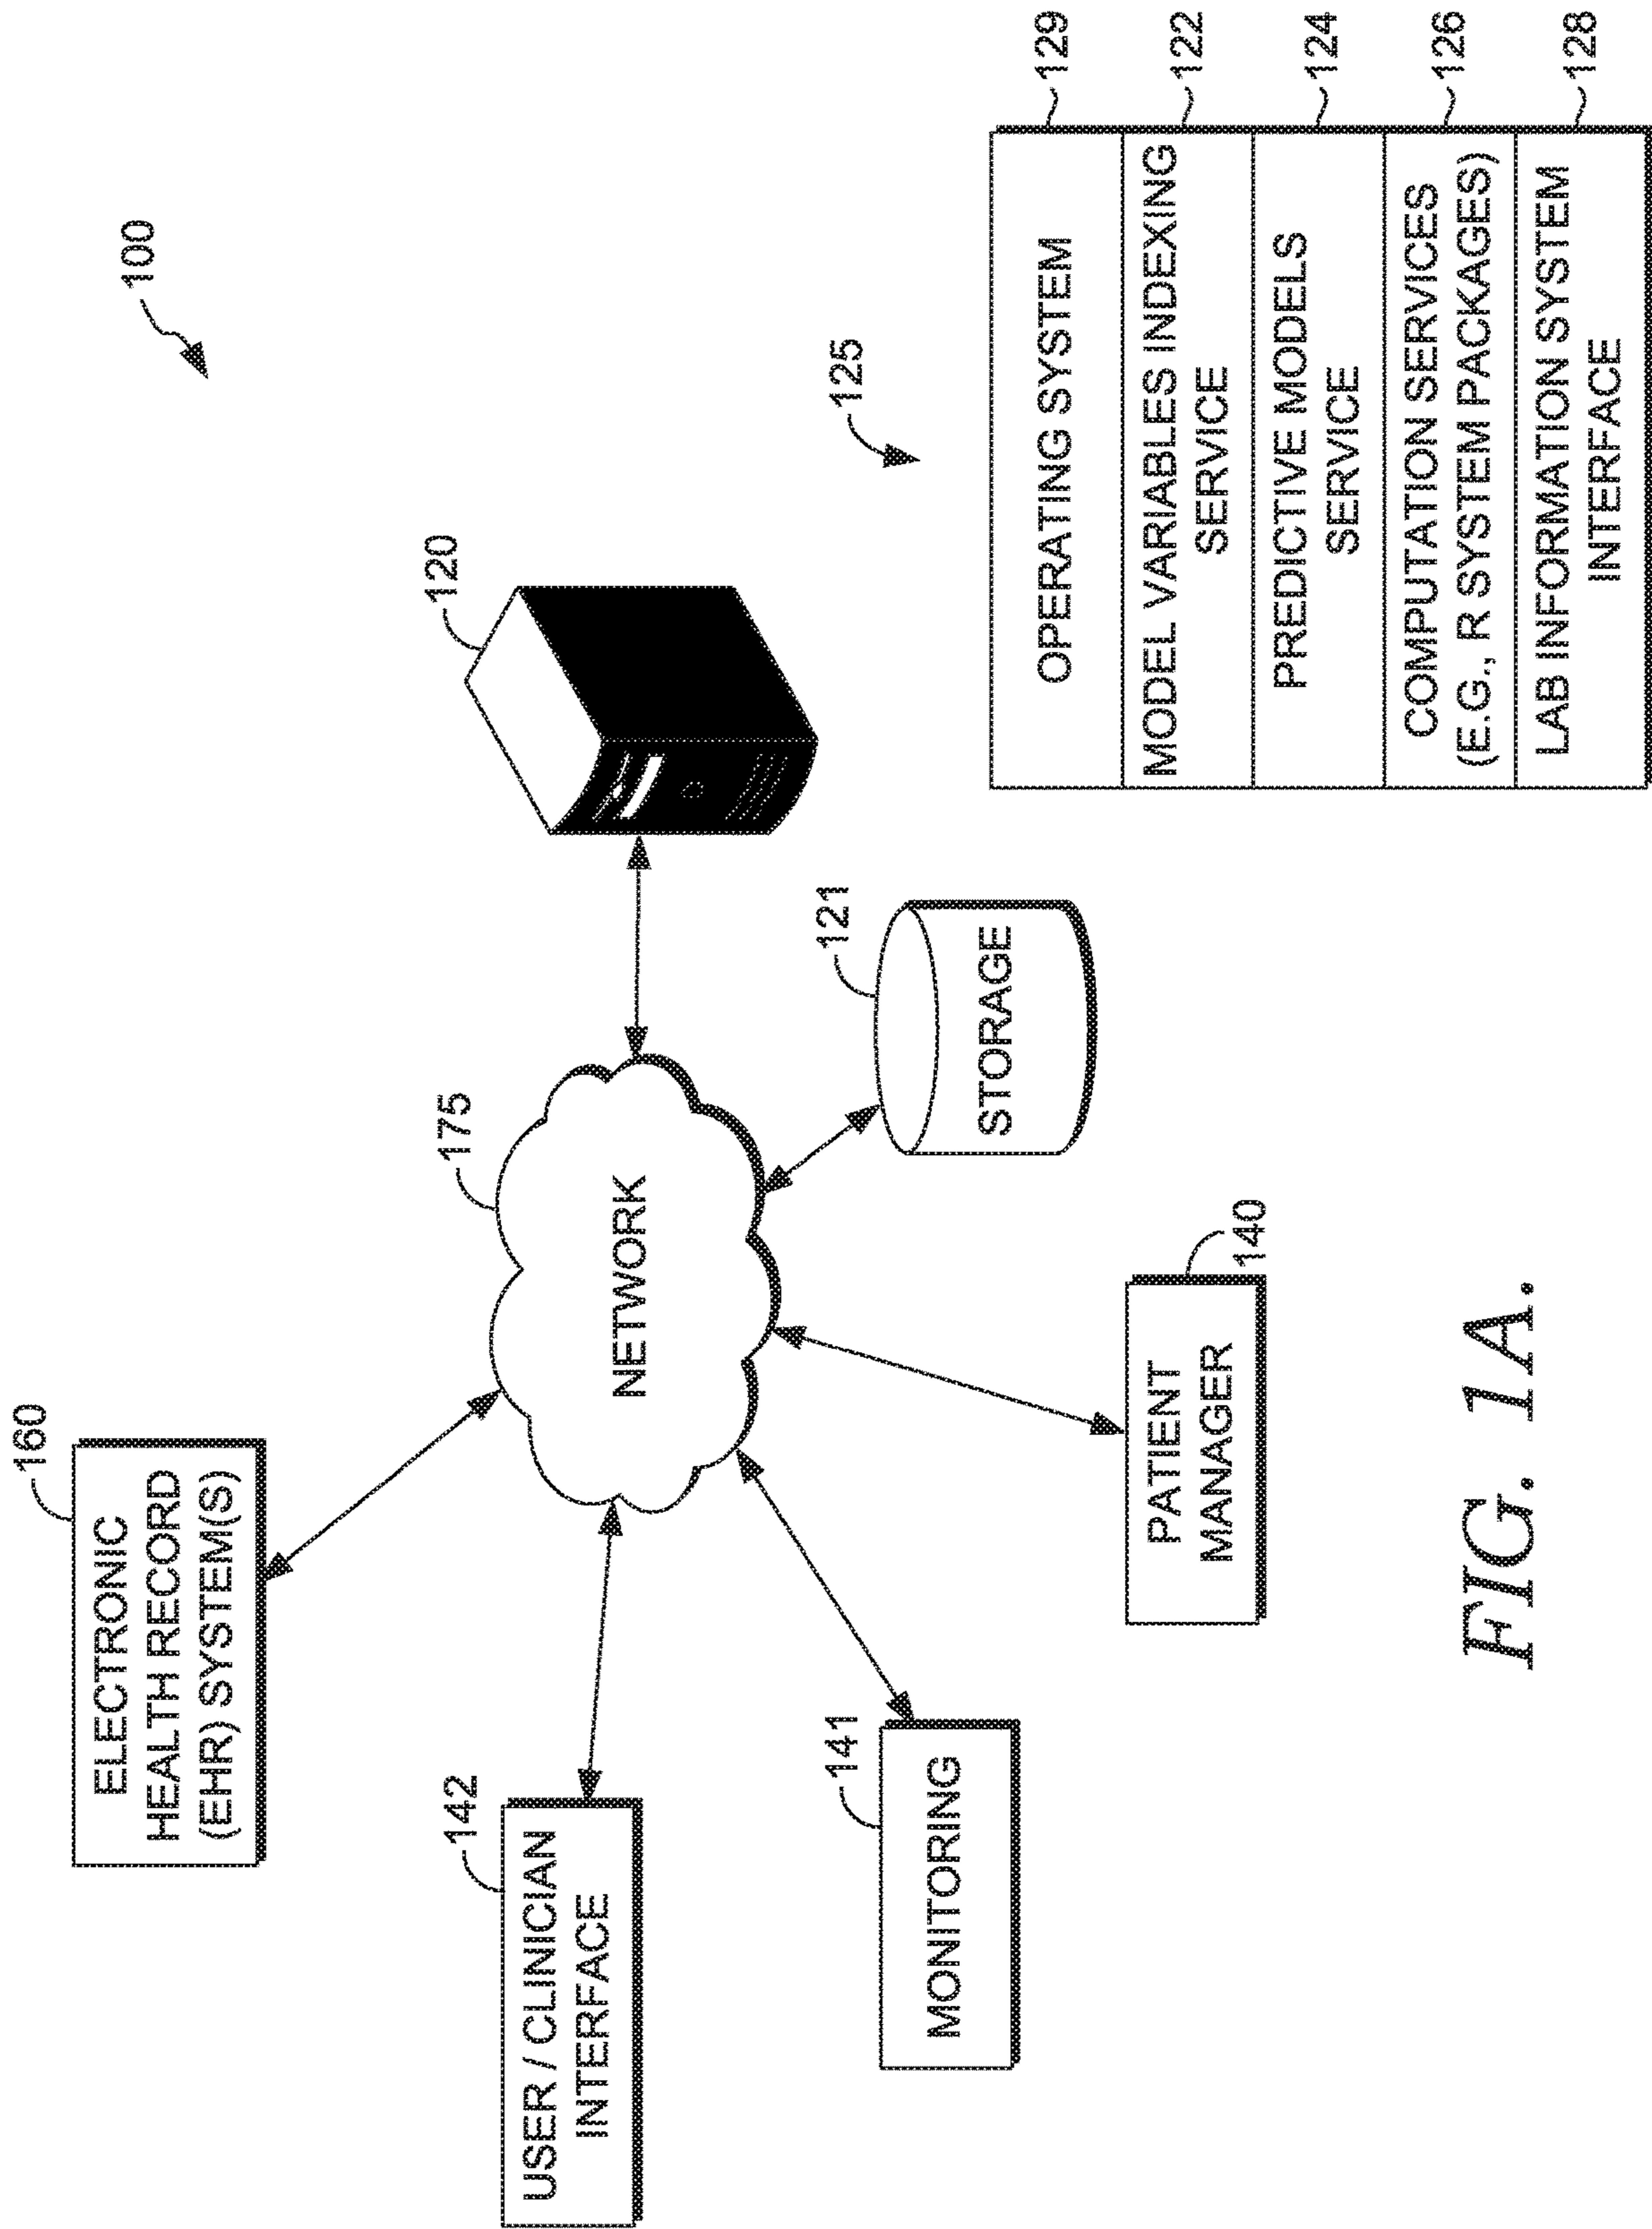 100
160
ELECTRONIC
HEALTH RECORD
(EHR) SYSTEM(S)
142
USER / CLINICIAN
INTERFACE
175
NETWORK
120
141
MONITORING
121
STORAGE
140
PATIENT
MANAGER
125
OPERATING SYSTEM
129
MODEL VARIABLES INDEXING
SERVICE
122
PREDICTIVE MODELS
SERVICE
124
COMPUTATION SERVICES
(E.G., R SYSTEM PACKAGES)
126
LAB INFORMATION SYSTEM
INTERFACE
128
FIG. 1A.